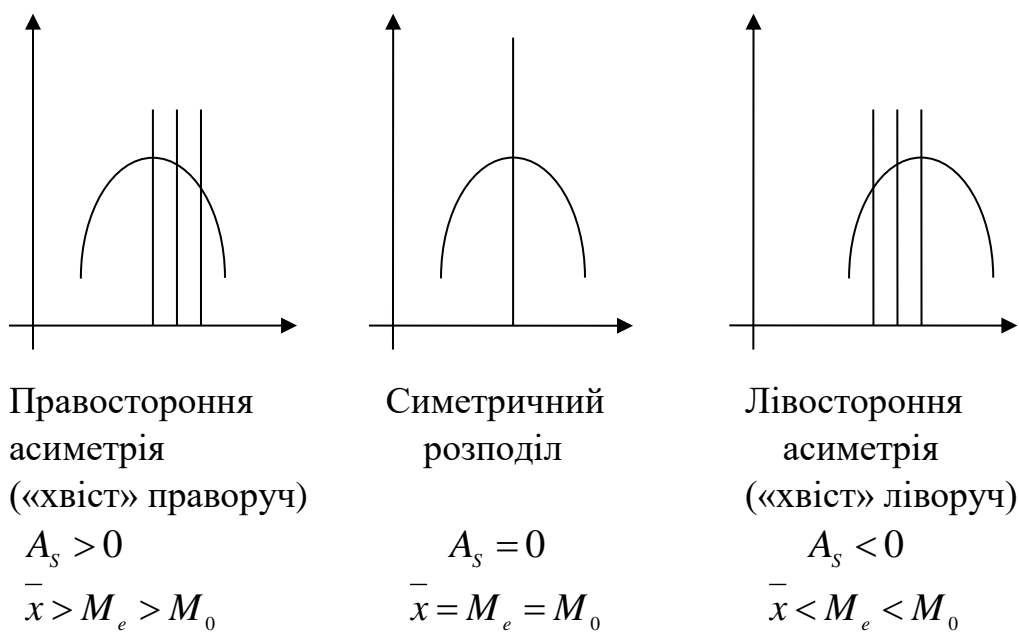 Правостороння
асиметрія
(«хвіст» праворуч)
A_s > 0
x̅ > M_e > M_0
Симетричний
розподіл
A_s = 0
x̅ = M_e = M_0
Лівостороння
асиметрія
(«хвіст» ліворуч)
A_s < 0
x̅ < M_e < M_0